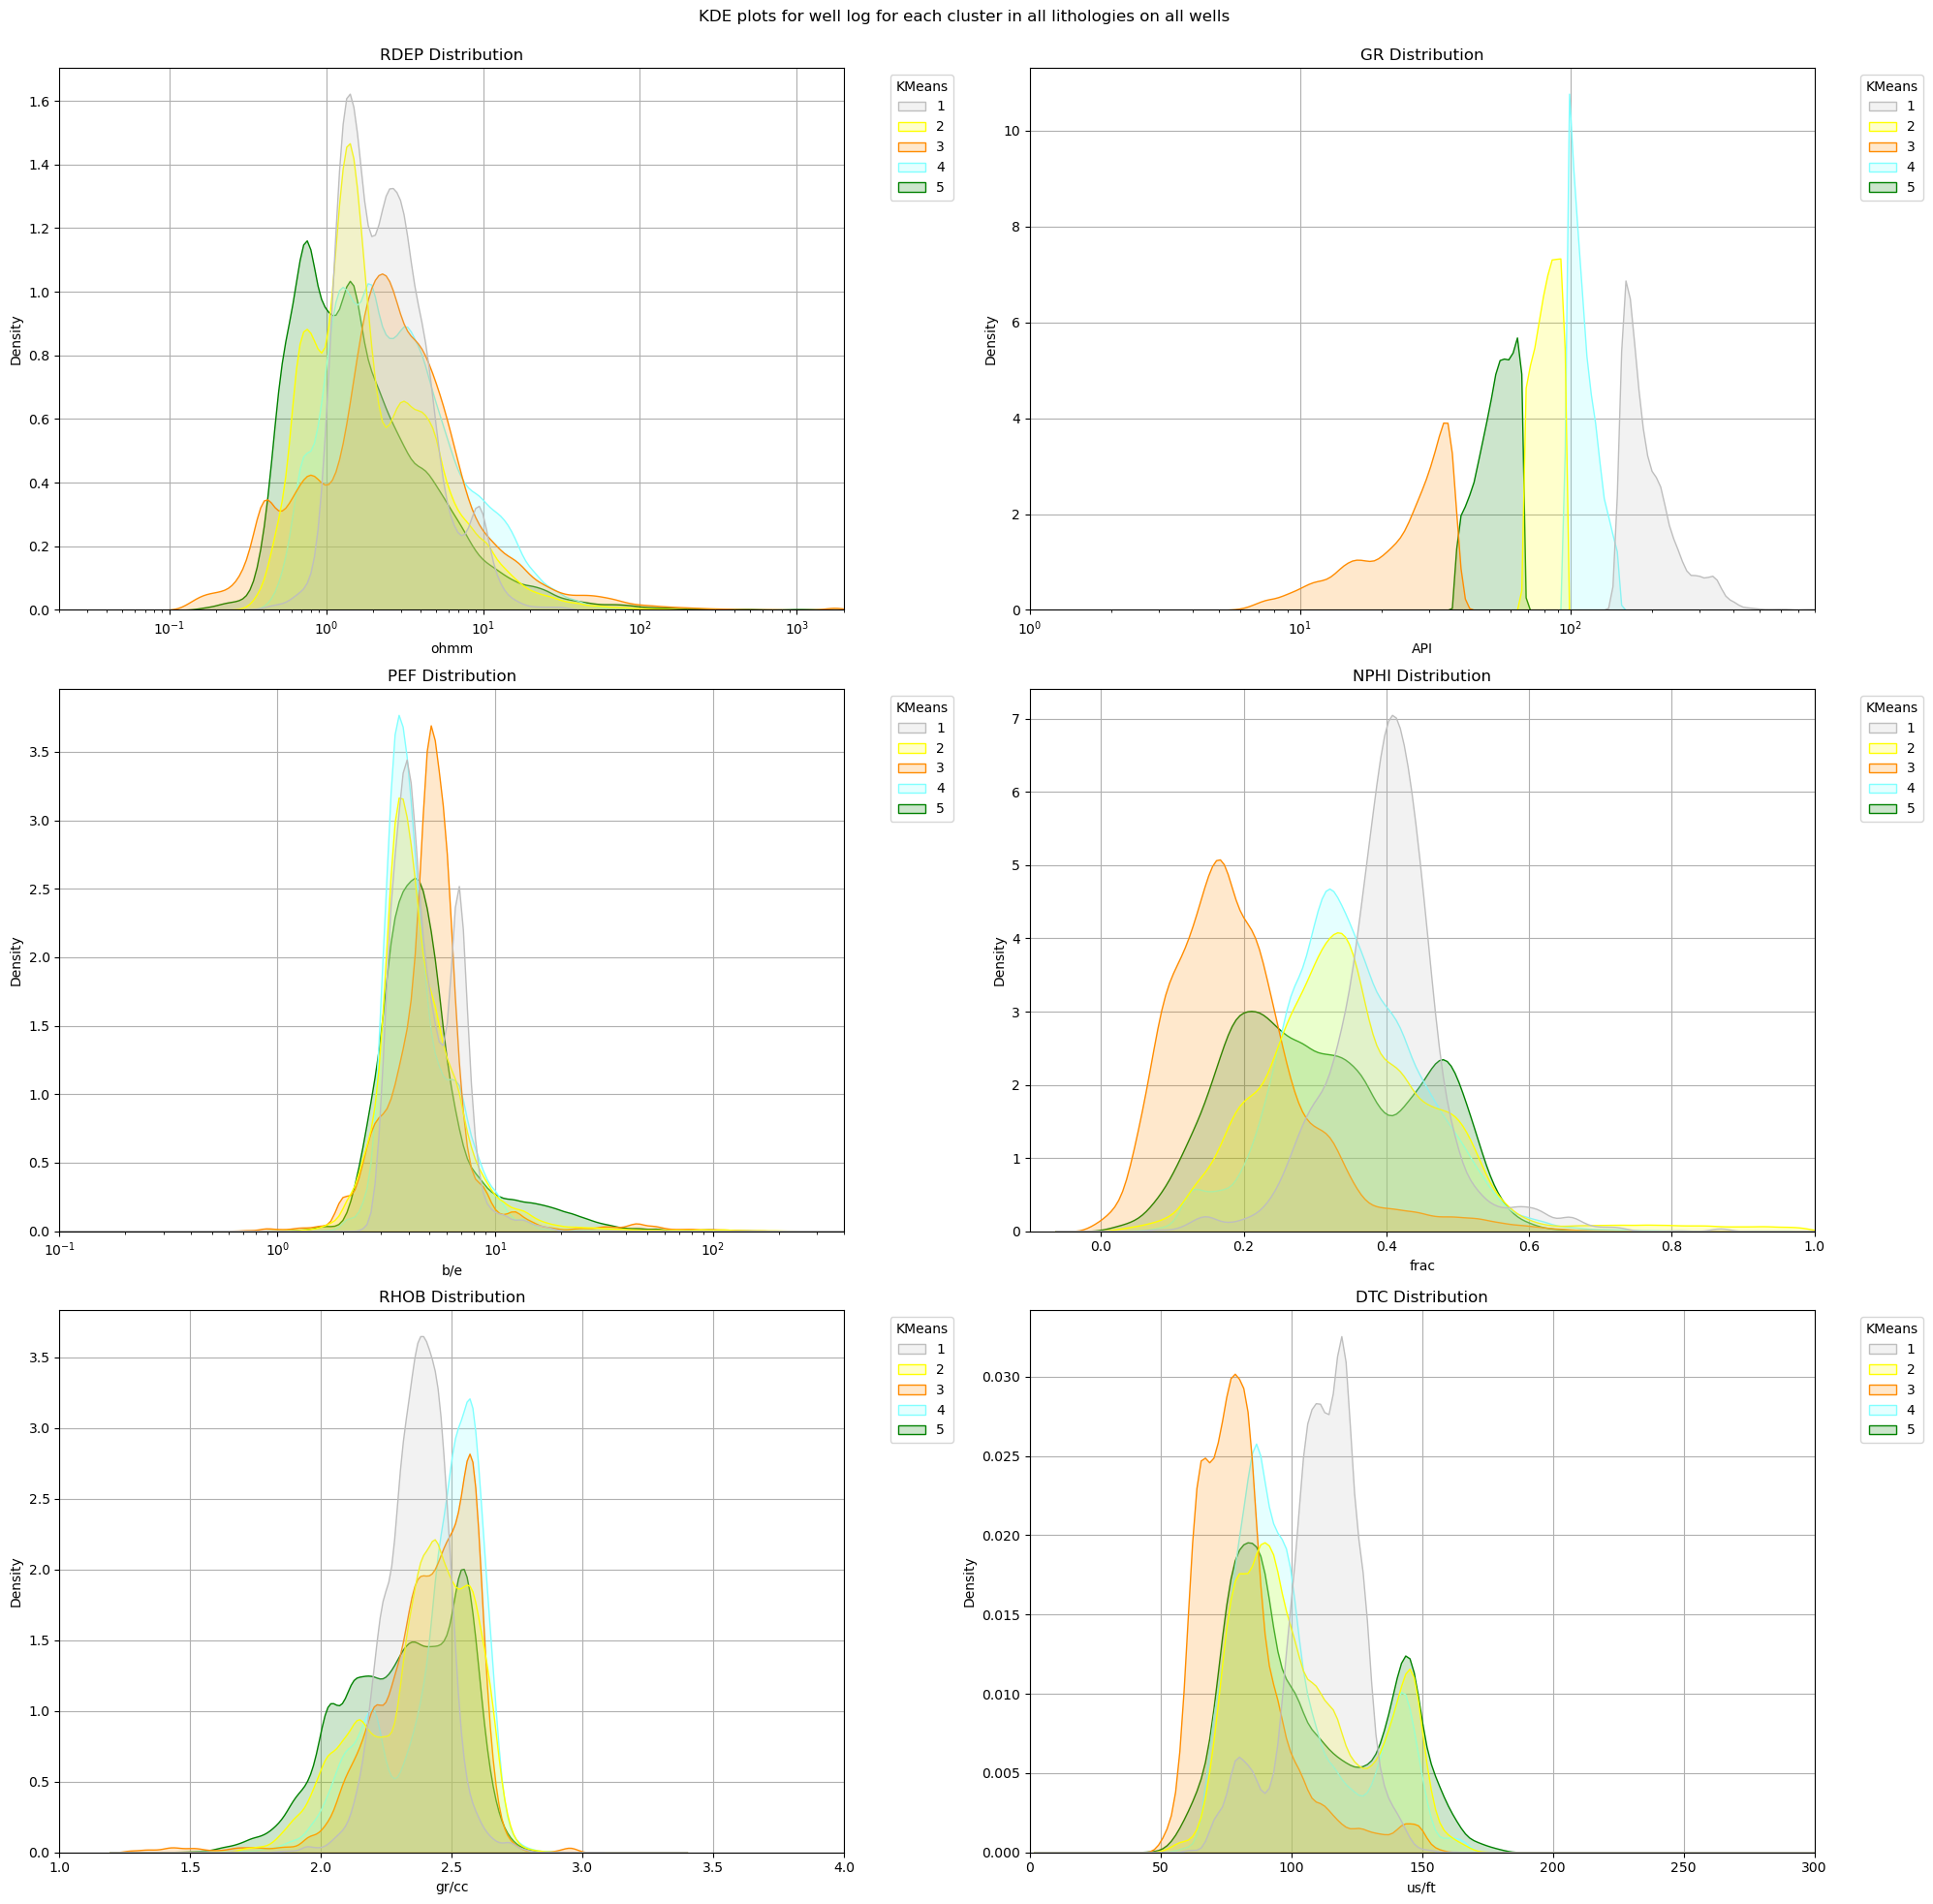 KDE plots for well log for each cluster in all lithologies on all wells
RDEP Distribution
Density
1.6
1.4
1.2
1.0
0.8
0.6
0.4
0.2
0.0
10⁻¹ 10⁰ 10¹ 10² 10³
ohmm
KMeans
1
2
3
4
5
GR Distribution
Density
10
8
6
4
2
0
10⁰ 10¹ 10²
API
KMeans
1
2
3
4
5
PEF Distribution
Density
3.5
3.0
2.5
2.0
1.5
1.0
0.5
0.0
10⁻¹ 10⁰ 10¹ 10²
b/e
KMeans
1
2
3
4
5
NPHI Distribution
Density
7
6
5
4
3
2
1
0
0.0 0.2 0.4 0.6 0.8 1.0
frac
KMeans
1
2
3
4
5
RHOB Distribution
Density
3.5
3.0
2.5
2.0
1.5
1.0
0.5
0.0
1.0 1.5 2.0 2.5 3.0 3.5 4.0
gr/cc
KMeans
1
2
3
4
5
DTC Distribution
Density
0.030
0.025
0.020
0.015
0.010
0.005
0.000
0 50 100 150 200 250 300
us/ft
KMeans
1
2
3
4
5